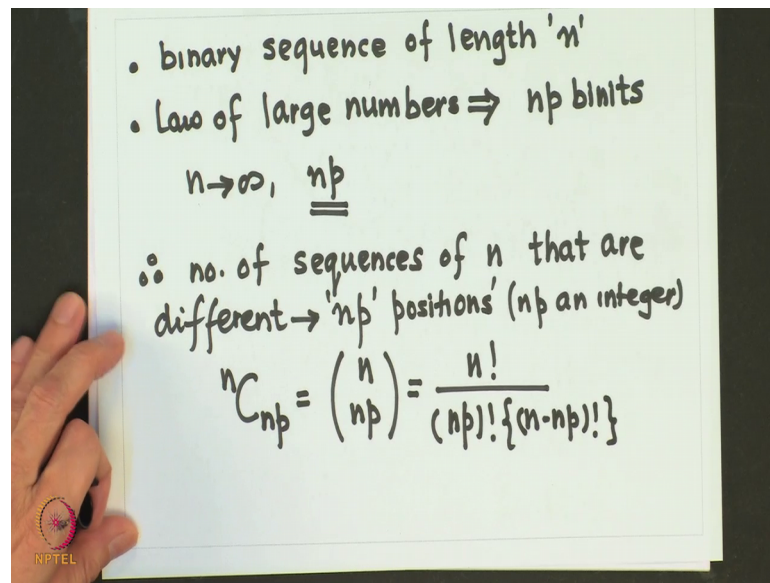 • binary sequence of length 'n'
• Law of large numbers ⇒ np binits
n→∞, np
∴ no. of sequences of n that are
different → 'np' positions' (np an integer)
ⁿC_np = (n np) = n! / (np)! {(n-np)!}
NPTEL